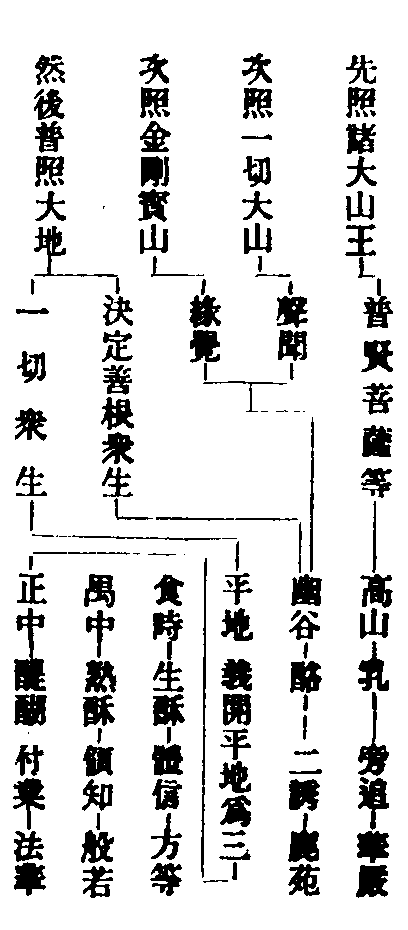 先照諸大山王
次照一切大山
次照金剛寶山
然後普照大地
普賢菩薩等
聲聞
緣覺
決定善根衆生
一切衆生
高山 乳 旁追 華嚴
幽谷 酪 二誘 鹿苑
平地 義開平地爲三
食時 生酥 體信 方等
禺中 熟酥 領知 般若
正中 醍醐 付業 法華